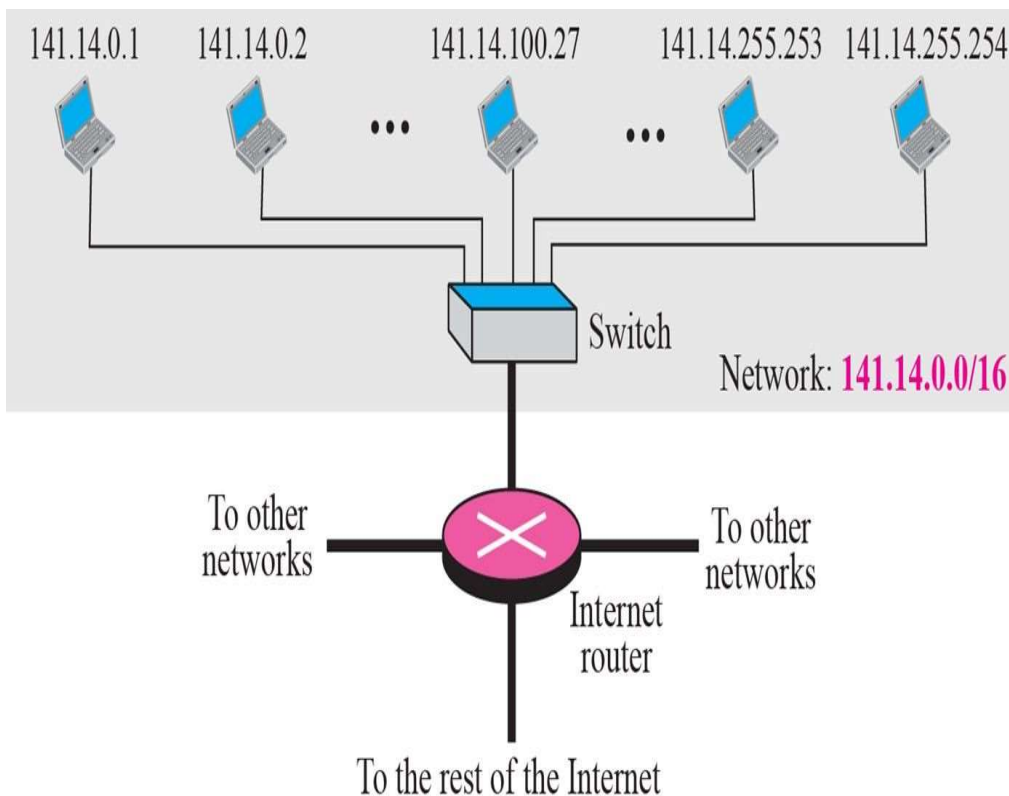 141.14.0.1 141.14.0.2 141.14.100.27 141.14.255.253 141.14.255.254
Switch
Network: 141.14.0.0/16
To other
networks
To other
networks
Internet
router
To the rest of the Internet